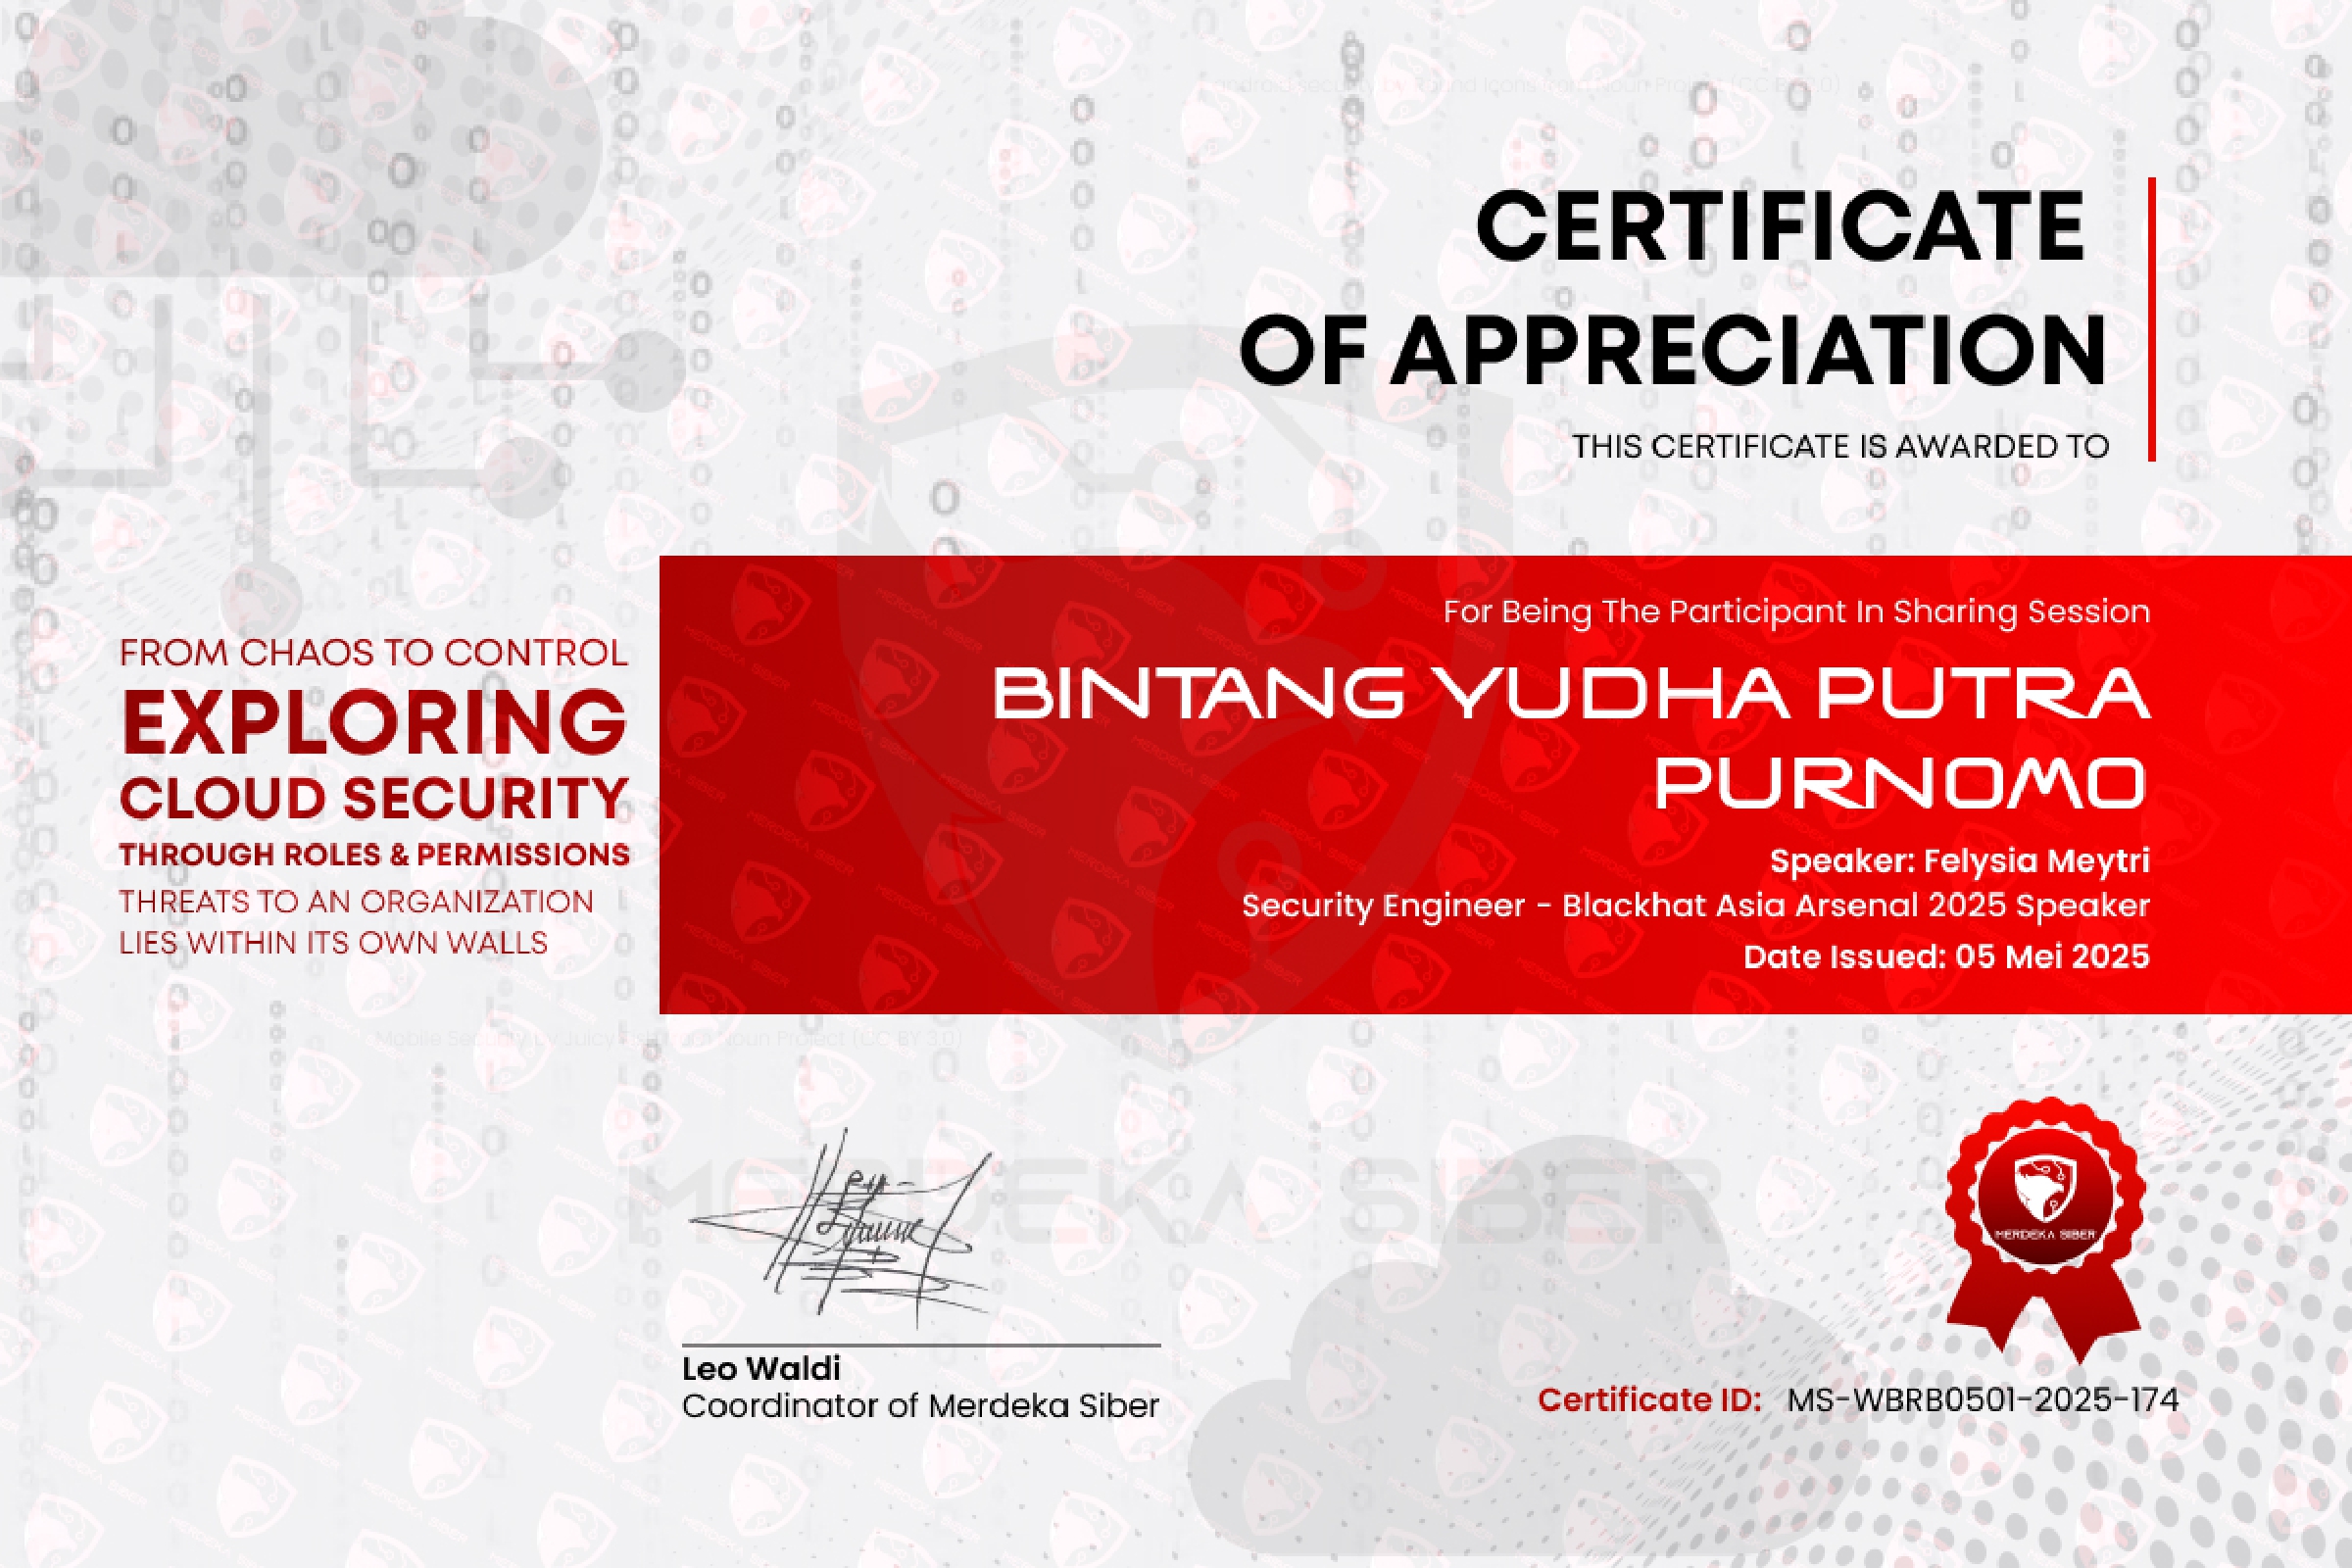 CERTIFICATE
OF APPRECIATION
THIS CERTIFICATE IS AWARDED TO
FROM CHAOS TO CONTROL
EXPLORING
CLOUD SECURITY
THROUGH ROLES & PERMISSIONS
THREATS TO AN ORGANIZATION
LIES WITHIN ITS OWN WALLS
For Being The Participant In Sharing Session
BINTANG YUDHA PUTRA
PURNOMO
Speaker: Felysia Meytri
Security Engineer - Blackhat Asia Arsenal 2025 Speaker
Date Issued: 05 Mei 2025
MERDEKA SIBER
MERDEKA SIBER
Leo Waldi
Coordinator of Merdeka Siber
Certificate ID: MS-WBRB0501-2025-174